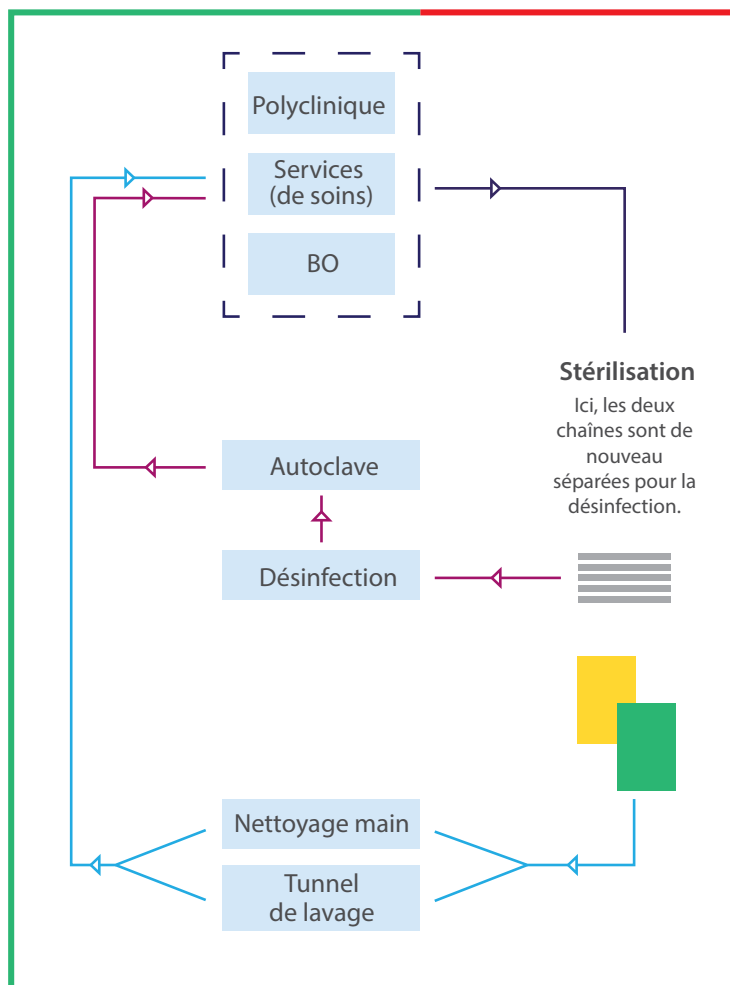 Polyclinique
Services
(de soins)
BO
Stérilisation
Ici, les deux
chaînes sont de
nouveau
séparées pour la
désinfection.
Autoclave
Désinfection
Nettoyage main
Tunnel
de lavage